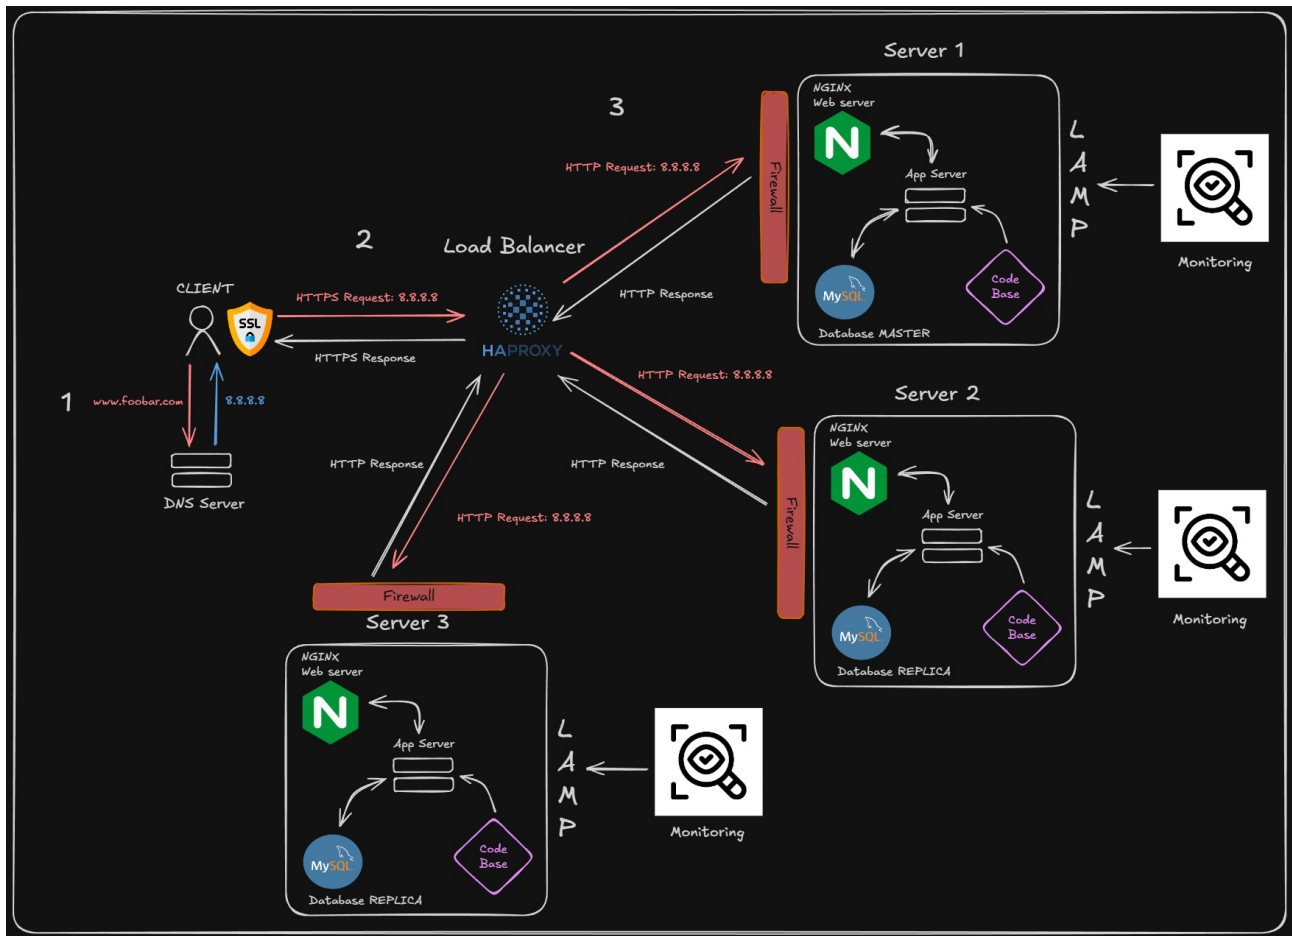 Server 1
3
NGINX
Web server
App Server
Firewall
HTTP Request: 8.8.8.8
L
A
M
P
Monitoring
2
Load Balancer
HTTP Response
Code
Base
MySQL
Database MASTER
CLIENT
SSL
HTTPS Request: 8.8.8.8
HTTPS Response
HAPROXY
1
www.foobar.com
8.8.8.8
DNS Server
HTTP Request: 8.8.8.8
HTTP Response
Server 2
NGINX
Web server
App Server
Firewall
L
A
M
P
Monitoring
Code
Base
MySQL
Database REPLICA
HTTP Response
HTTP Request: 8.8.8.8
Firewall
Server 3
NGINX
Web server
App Server
L
A
M
P
Monitoring
Code
Base
MySQL
Database REPLICA